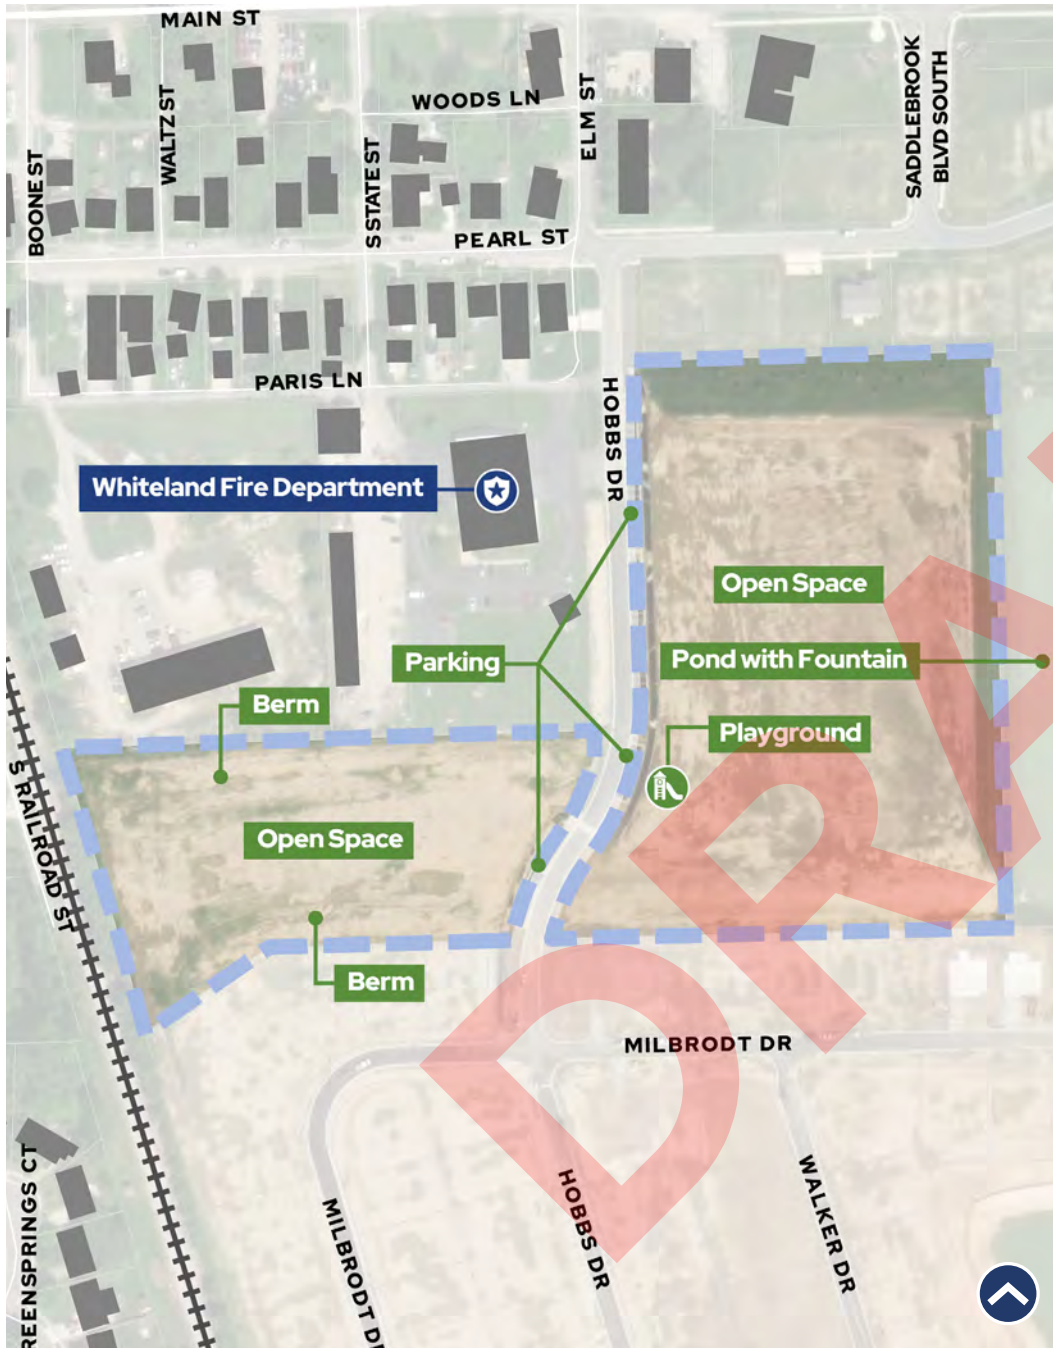 MAIN ST
WALTZ ST
WOODS LN
ELM ST
SADDLEBROOK
BLVD SOUTH
BOONE ST
S STATE ST
PEARL ST
PARIS LN
HOBBS DR
Whiteland Fire Department
Open Space
Parking
Pond with Fountain
Berm
Playground
Open Space
S RAILROAD ST
Berm
MILBRODT DR
REENSPRINGS CT
MILBRODT DR
HOBBS DR
WALKER DR
DRA